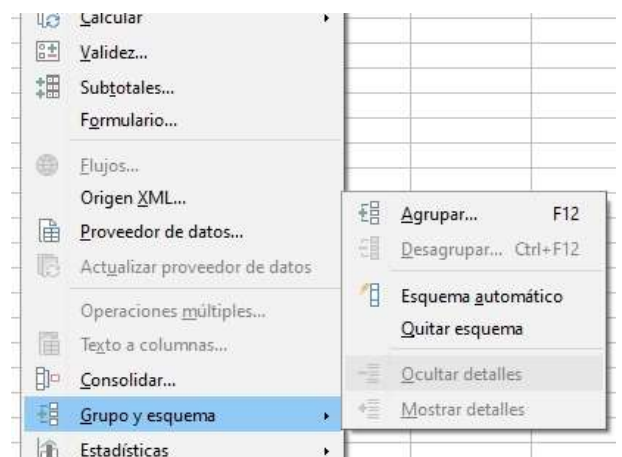 Calcular
Validez...
Subtotales...
Formulario...
Flujos...
Origen XML...
Proveedor de datos...
Actualizar proveedor de datos
Operaciones múltiples...
Texto a columnas...
Consolidar...
Grupo y esquema
Estadísticas
Agrupar... F12
Desagrupar... Ctrl+F12
Esquema automático
Quitar esquema
Ocultar detalles
Mostrar detalles